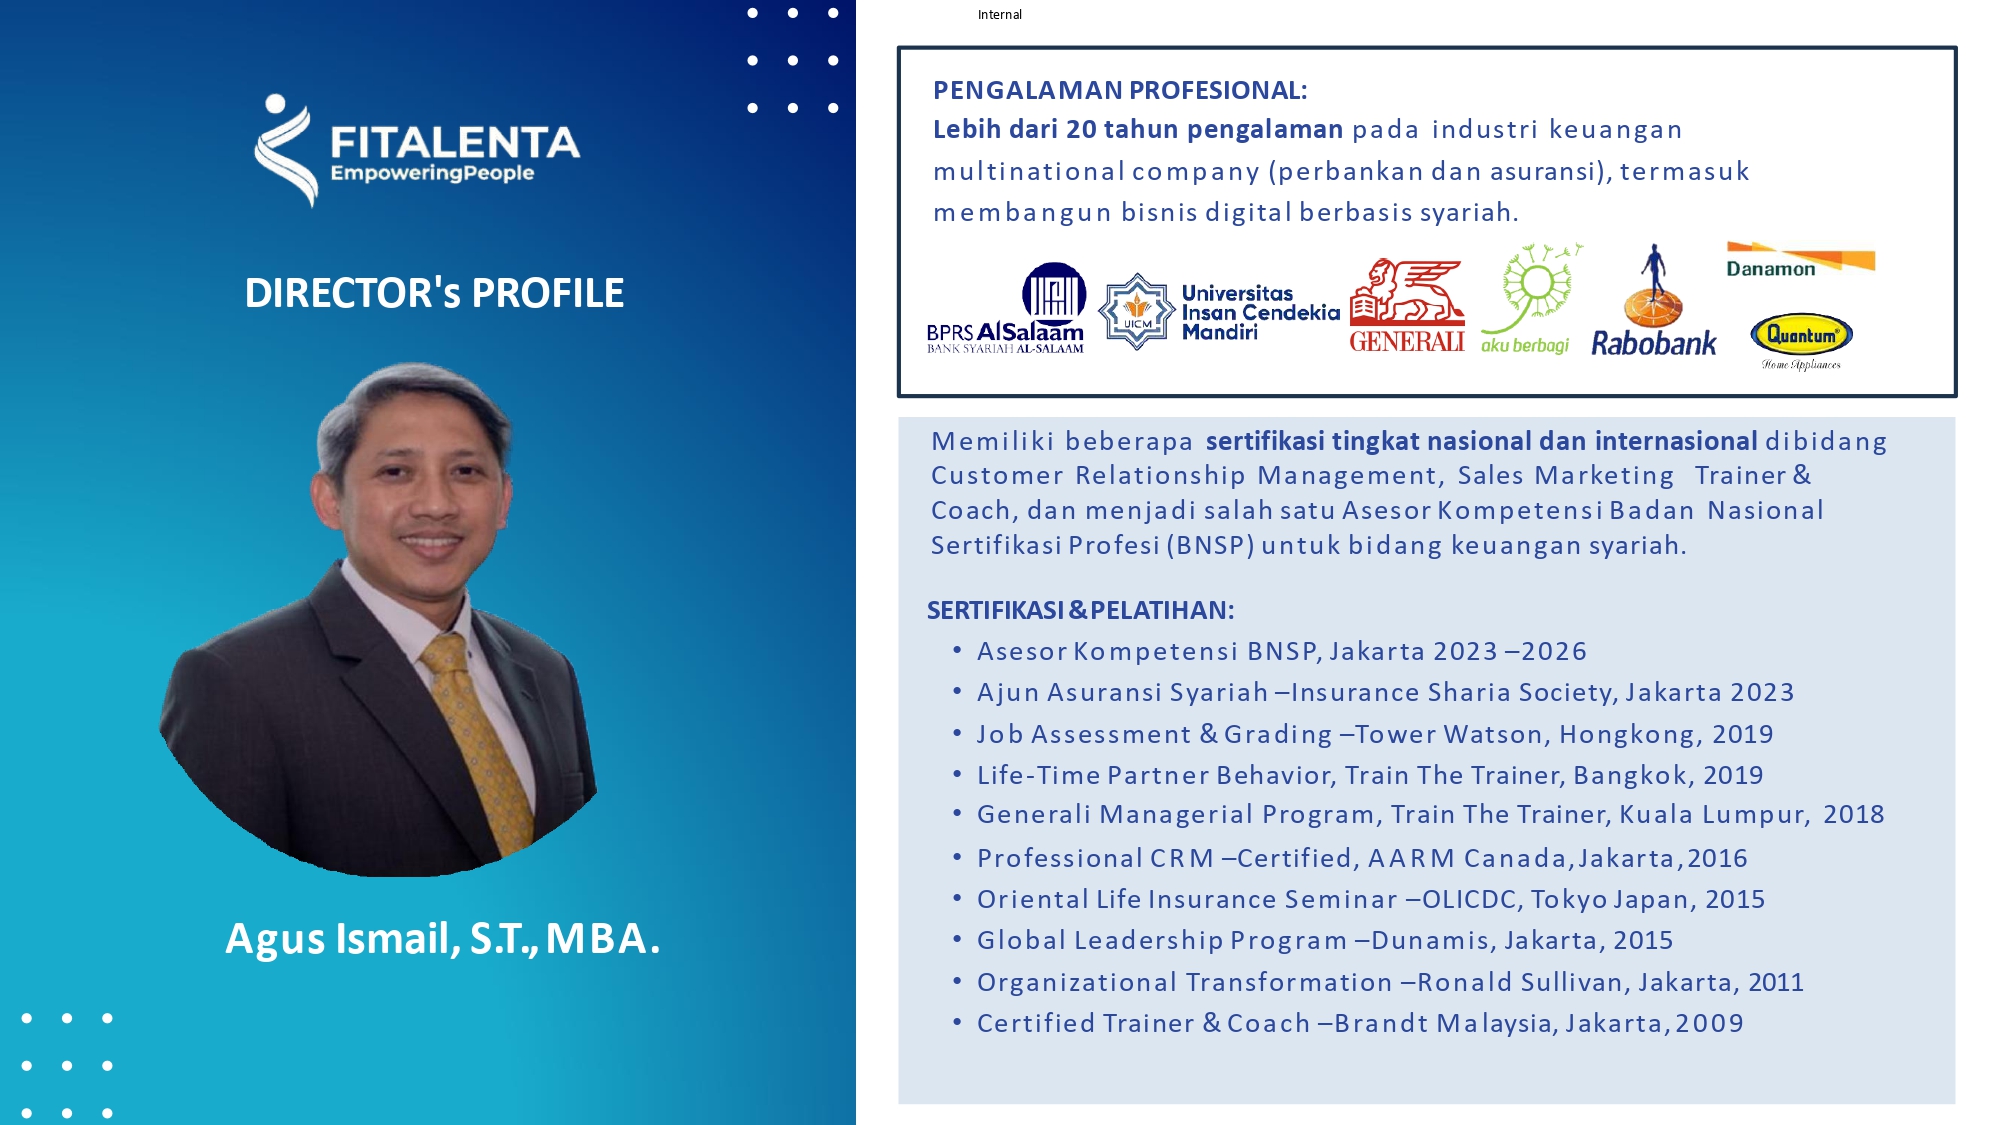 Internal
FITALENTA
EmpoweringPeople
DIRECTOR's PROFILE
Agus Ismail, S.T., MBA.
PENGALAMAN PROFESIONAL:
Lebih dari 20 tahun pengalaman pada industri keuangan
multinational company (perbankan dan asuransi), termasuk
membangun bisnis digital berbasis syariah.
BPRS AlSalaam
BANK SYARIAH AL-SALAAM
UICM
Universitas
Insan Cendekia
Mandiri
GENERALI
aku berbagi
Rabobank
Danamon
Quantum®
Home Appliances
Memiliki beberapa sertifikasi tingkat nasional dan internasional dibidang
Customer Relationship Management, Sales Marketing Trainer &
Coach, dan menjadi salah satu Asesor Kompetensi Badan Nasional
Sertifikasi Profesi (BNSP) untuk bidang keuangan syariah.
SERTIFIKASI & PELATIHAN:
• Asesor Kompetensi BNSP, Jakarta 2023 –2026
• Ajun Asuransi Syariah –Insurance Sharia Society, Jakarta 2023
• Job Assessment & Grading –Tower Watson, Hongkong, 2019
• Life-Time Partner Behavior, Train The Trainer, Bangkok, 2019
• Generali Managerial Program, Train The Trainer, Kuala Lumpur, 2018
• Professional CRM –Certified, AARM Canada, Jakarta, 2016
• Oriental Life Insurance Seminar –OLICDC, Tokyo Japan, 2015
• Global Leadership Program –Dunamis, Jakarta, 2015
• Organizational Transformation –Ronald Sullivan, Jakarta, 2011
• Certified Trainer & Coach –Brandt Malaysia, Jakarta, 2009